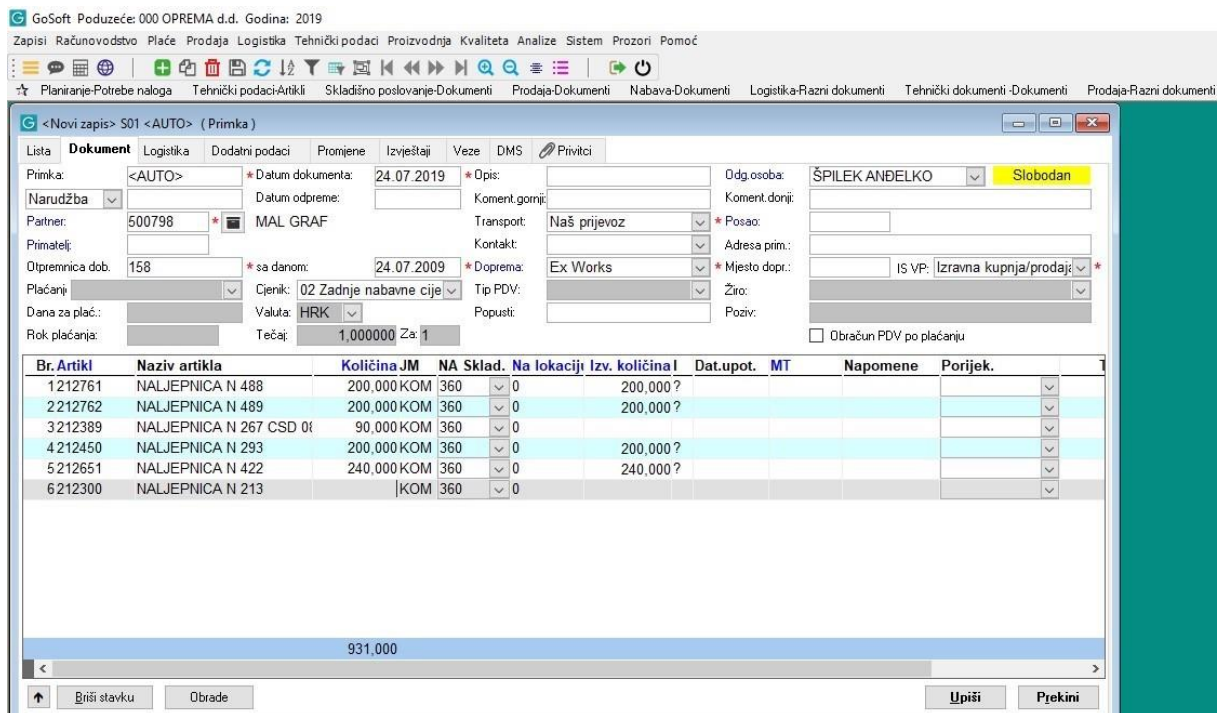 GoSoft Poduzeće: 000 OPREMA d.d. Godina: 2019
Zapisi Računovodstvo Plaće Prodaja Logistika Tehnički podaci Proizvodnja Kvaliteta Analize Sistem Prozori Pomoć
Planiranje-Potrebe naloga Tehnički podaci-Artikli Skladišno poslovanje-Dokumenti Prodaja-Dokumenti Nabava-Dokumenti Logistika-Razni dokumenti Tehnički dokumenti -Dokumenti Prodaja-Razni dokumenti
<Novi zapis> S01 <AUTO> ( Primka )
Lista Dokument Logistika Dodatni podaci Promjene Izvještaji Veze DMS Privitci
Primka: <AUTO> * Datum dokumenta: 24.07.2019 * Opis: Odg.osoba: ŠPILEK ANĐELKO Slobodan
Narudžba Datum odpreme: Koment.gornji: Koment.donji:
Partner: 500798 * MAL GRAF Transport: Naš prijevoz * Posao:
Primatelj: Kontakt: Adresa prim.:
Otpremnica dob. 158 * sa danom: 24.07.2009 * Doprema: Ex Works * Mjesto dopr.: IS VP: Izravna kupnja/prodaja *
Plaćanj Cjenik: 02 Zadnje nabavne cije Tip PDV: Žiro:
Dana za plać.: Valuta: HRK Popusti: Poziv:
Rok plaćanja: Tečaj: 1,000000 Za: 1 Obračun PDV po plaćanju
Br. Artikl Naziv artikla Količina JM NA Sklad. Na lokaciji Izv. količina I Dat.upot. MT Napomene Porijek. T
1 212761 NALJEPNICA N 488 200,000 KOM 360 0 200,000 ?
2 212762 NALJEPNICA N 489 200,000 KOM 360 0 200,000 ?
3 212389 NALJEPNICA N 267 CSD 08 90,000 KOM 360 0
4 212450 NALJEPNICA N 293 200,000 KOM 360 0 200,000 ?
5 212651 NALJEPNICA N 422 240,000 KOM 360 0 240,000 ?
6 212300 NALJEPNICA N 213 KOM 360 0
931,000
Briši stavku Obrade Upiši Prekini